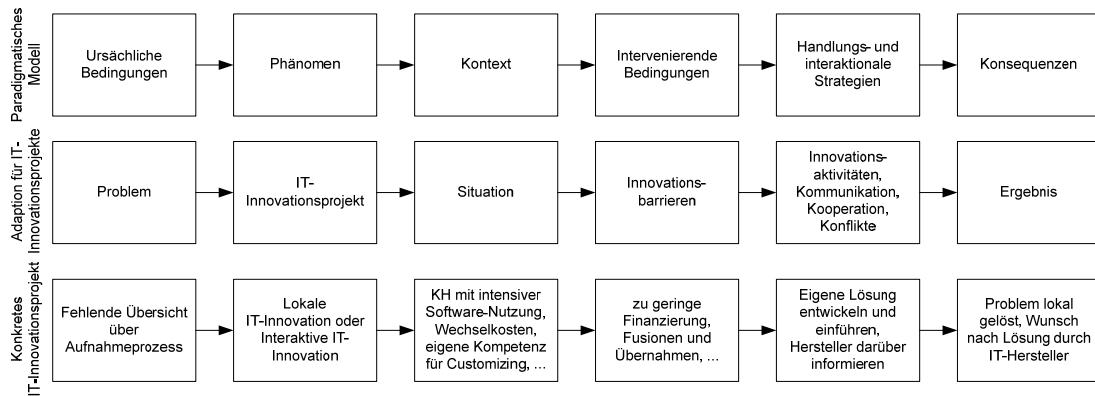 Paradigmatisches
Modell
Ursächliche
Bedingungen
Phänomen
Kontext
Intervenierende
Bedingungen
Handlungs- und
interaktionale
Strategien
Konsequenzen
Adaption für IT-
Innovationsprojekte
Problem
IT-
Innovationsprojekt
Situation
Innovations-
barrieren
Innovations-
aktivitäten,
Kommunikation,
Kooperation,
Konflikte
Ergebnis
Konkretes
IT-Innovationsprojekt
Fehlende Übersicht
über
Aufnahmeprozess
Lokale
IT-Innovation oder
Interaktive IT-
Innovation
KH mit intensiver
Software-Nutzung,
Wechselkosten,
eigene Kompetenz
für Customizing, ...
zu geringe
Finanzierung,
Fusionen und
Übernahmen, ...
Eigene Lösung
entwickeln und
einführen,
Hersteller darüber
informieren
Problem lokal
gelöst, Wunsch
nach Lösung durch
IT-Hersteller